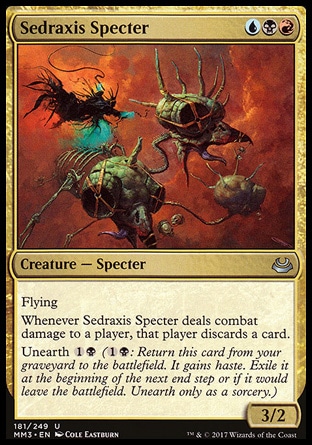 Sedraxis Specter
Creature — Specter
Flying
Whenever Sedraxis Specter deals combat
damage to a player, that player discards a card.
Unearth 1B (1B: Return this card from your
graveyard to the battlefield. It gains haste. Exile it
at the beginning of the next end step or if it would
leave the battlefield. Unearth only as a sorcery.)
3/2
181/249 U
MM3 • EN Cole Eastburn
™ & © 2017 Wizards of the Coast